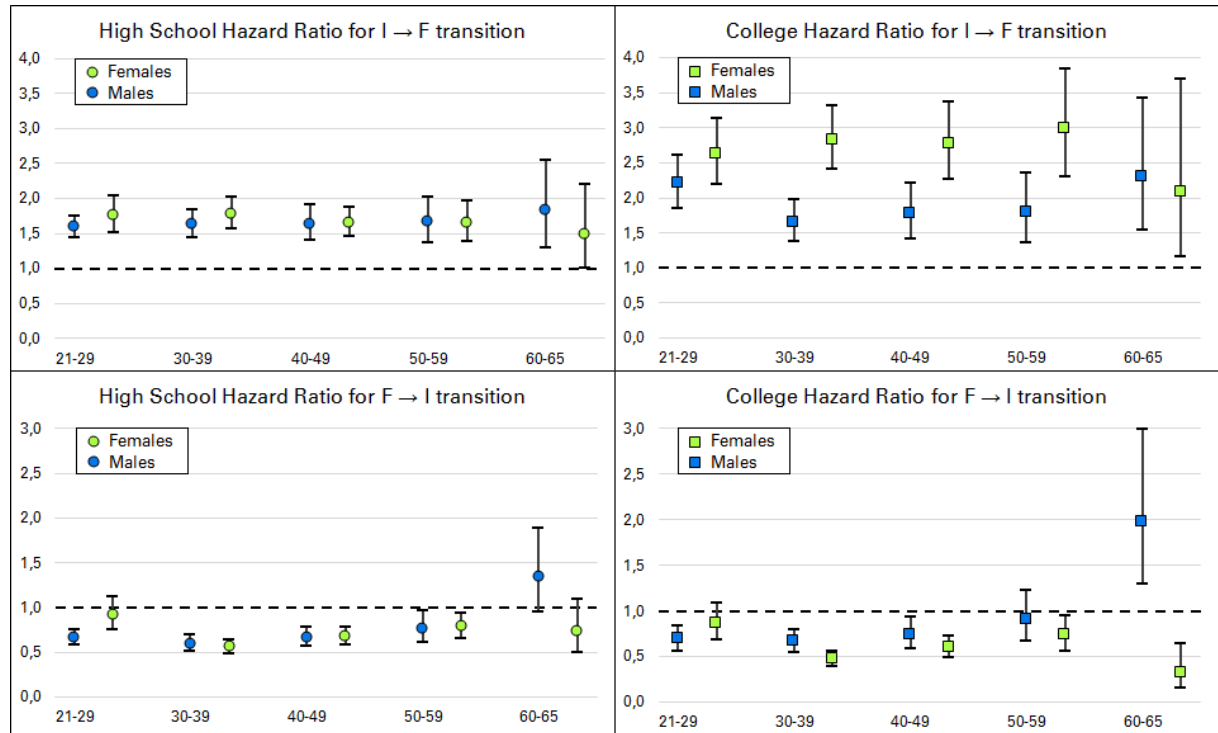 High School Hazard Ratio for I → F transition
Females
Males
4,0
3,5
3,0
2,5
2,0
1,5
1,0
0,5
0,0
21-29 30-39 40-49 50-59 60-65
College Hazard Ratio for I → F transition
Females
Males
4,0
3,5
3,0
2,5
2,0
1,5
1,0
0,5
0,0
21-29 30-39 40-49 50-59 60-65
High School Hazard Ratio for F → I transition
Females
Males
3,0
2,5
2,0
1,5
1,0
0,5
0,0
21-29 30-39 40-49 50-59 60-65
College Hazard Ratio for F → I transition
Females
Males
3,0
2,5
2,0
1,5
1,0
0,5
0,0
21-29 30-39 40-49 50-59 60-65